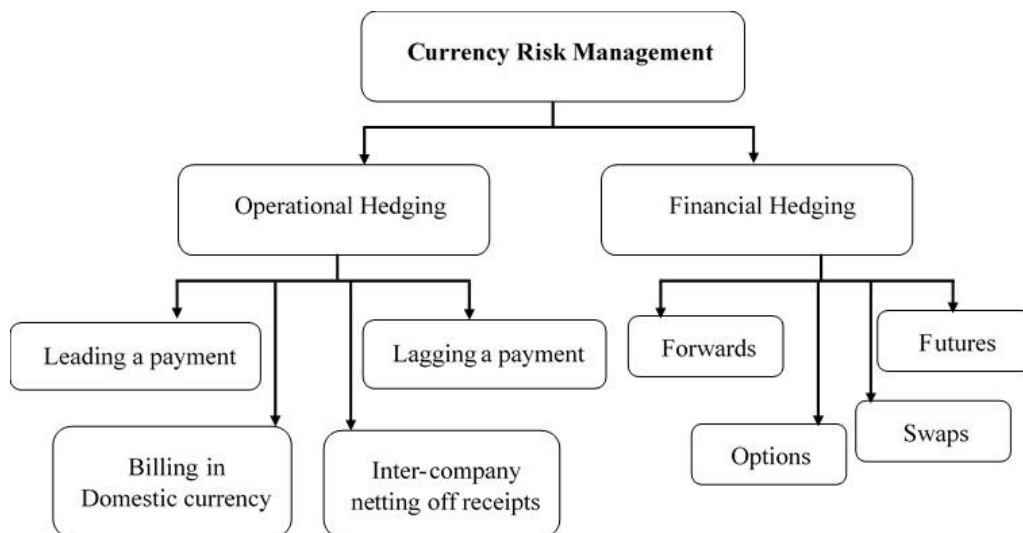 Currency Risk Management
Operational Hedging
Financial Hedging
Leading a payment
Lagging a payment
Forwards
Futures
Billing in
Domestic currency
Inter-company
netting off receipts
Options
Swaps